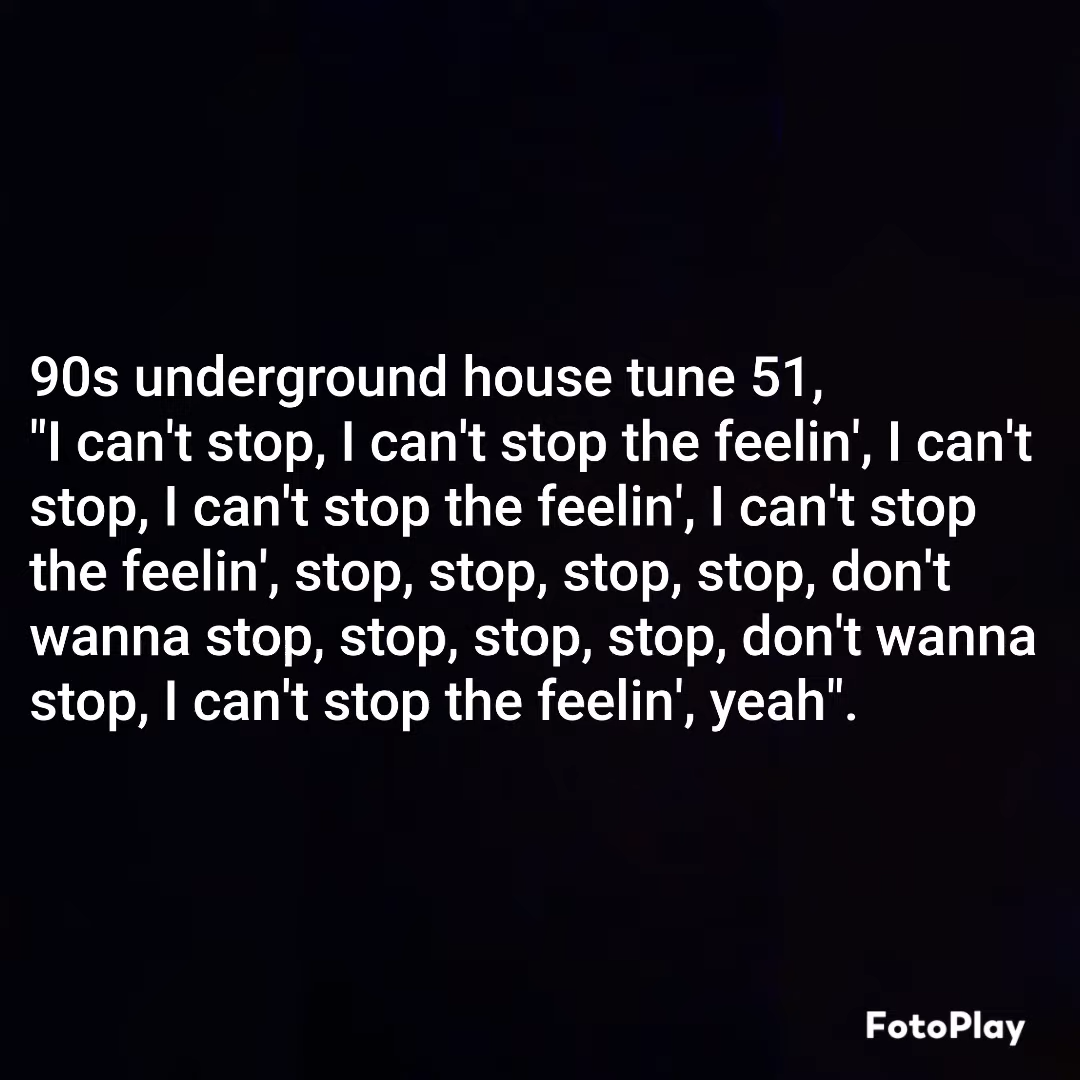 90s underground house tune 51,
"I can't stop, I can't stop the feelin', I can't
stop, I can't stop the feelin', I can't stop
the feelin', stop, stop, stop, stop, don't
wanna stop, stop, stop, stop, don't wanna
stop, I can't stop the feelin', yeah".
FotoPlay